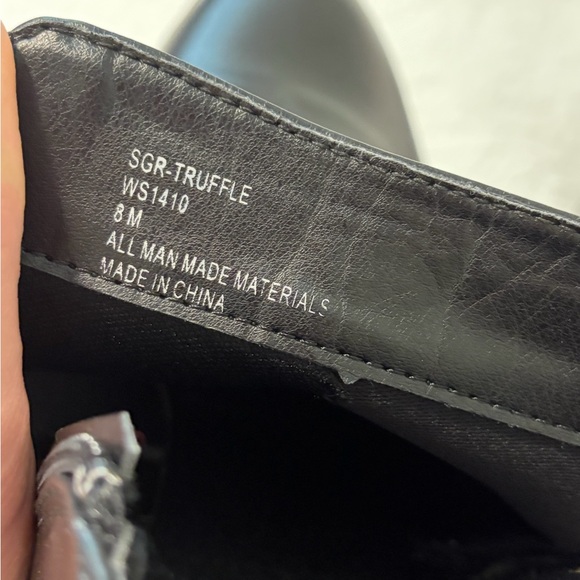 SGR-TRUFFLE
WS1410
8 M
ALL MAN MADE MATERIALS
MADE IN CHINA